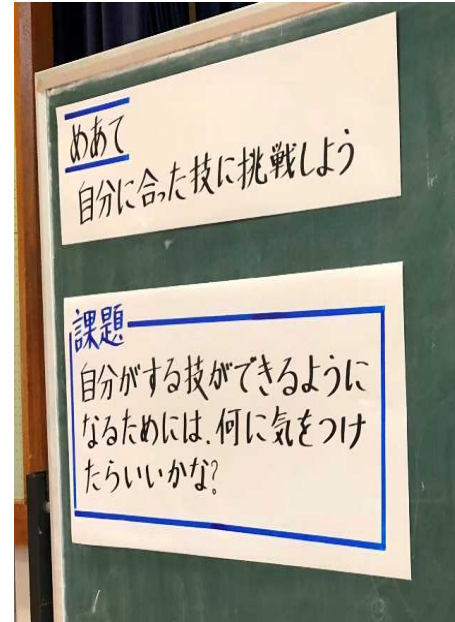 めあて
自分に合った技に挑戦しよう
課題
自分がする技ができるように
なるためには、何に気をつけ
たらいいかな?